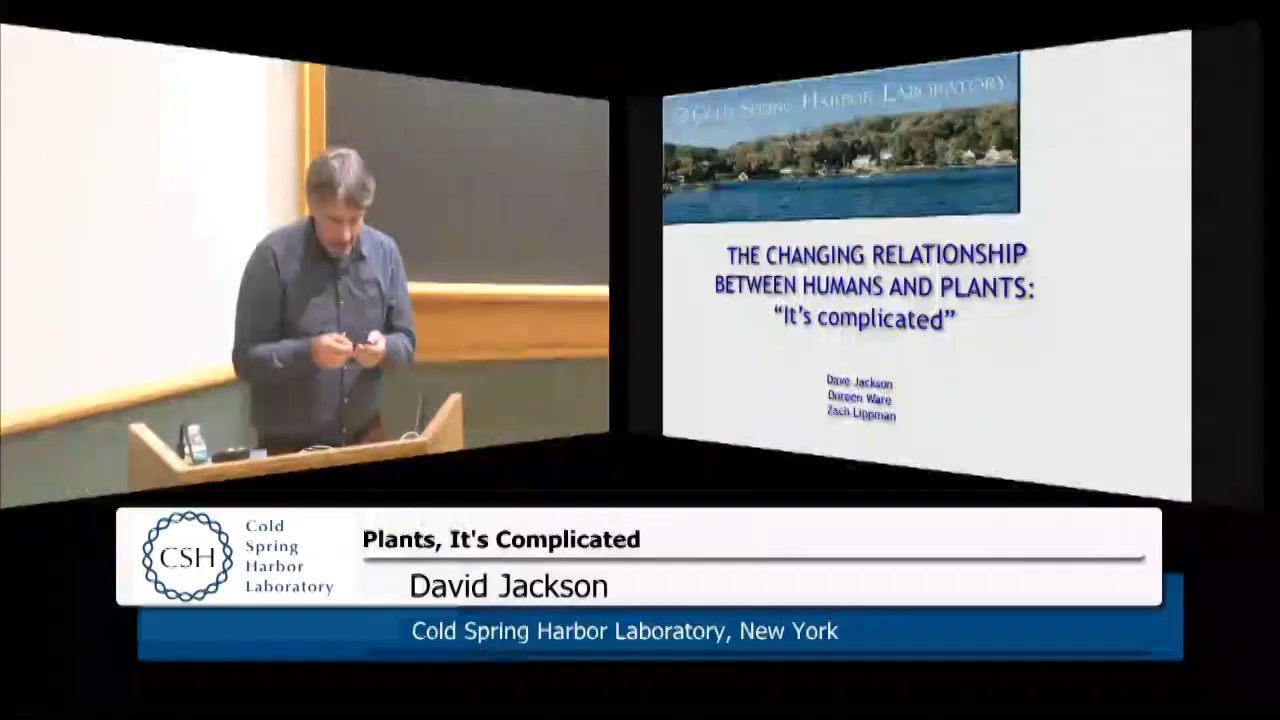 COLD SPRING HARBOR LABORATORY
THE CHANGING RELATIONSHIP
BETWEEN HUMANS AND PLANTS:
“It's complicated”
Dave Jackson
Doreen Ware
Zach Lippman
CSH
Cold
Spring
Harbor
Laboratory
Plants, It's Complicated
David Jackson
Cold Spring Harbor Laboratory, New York